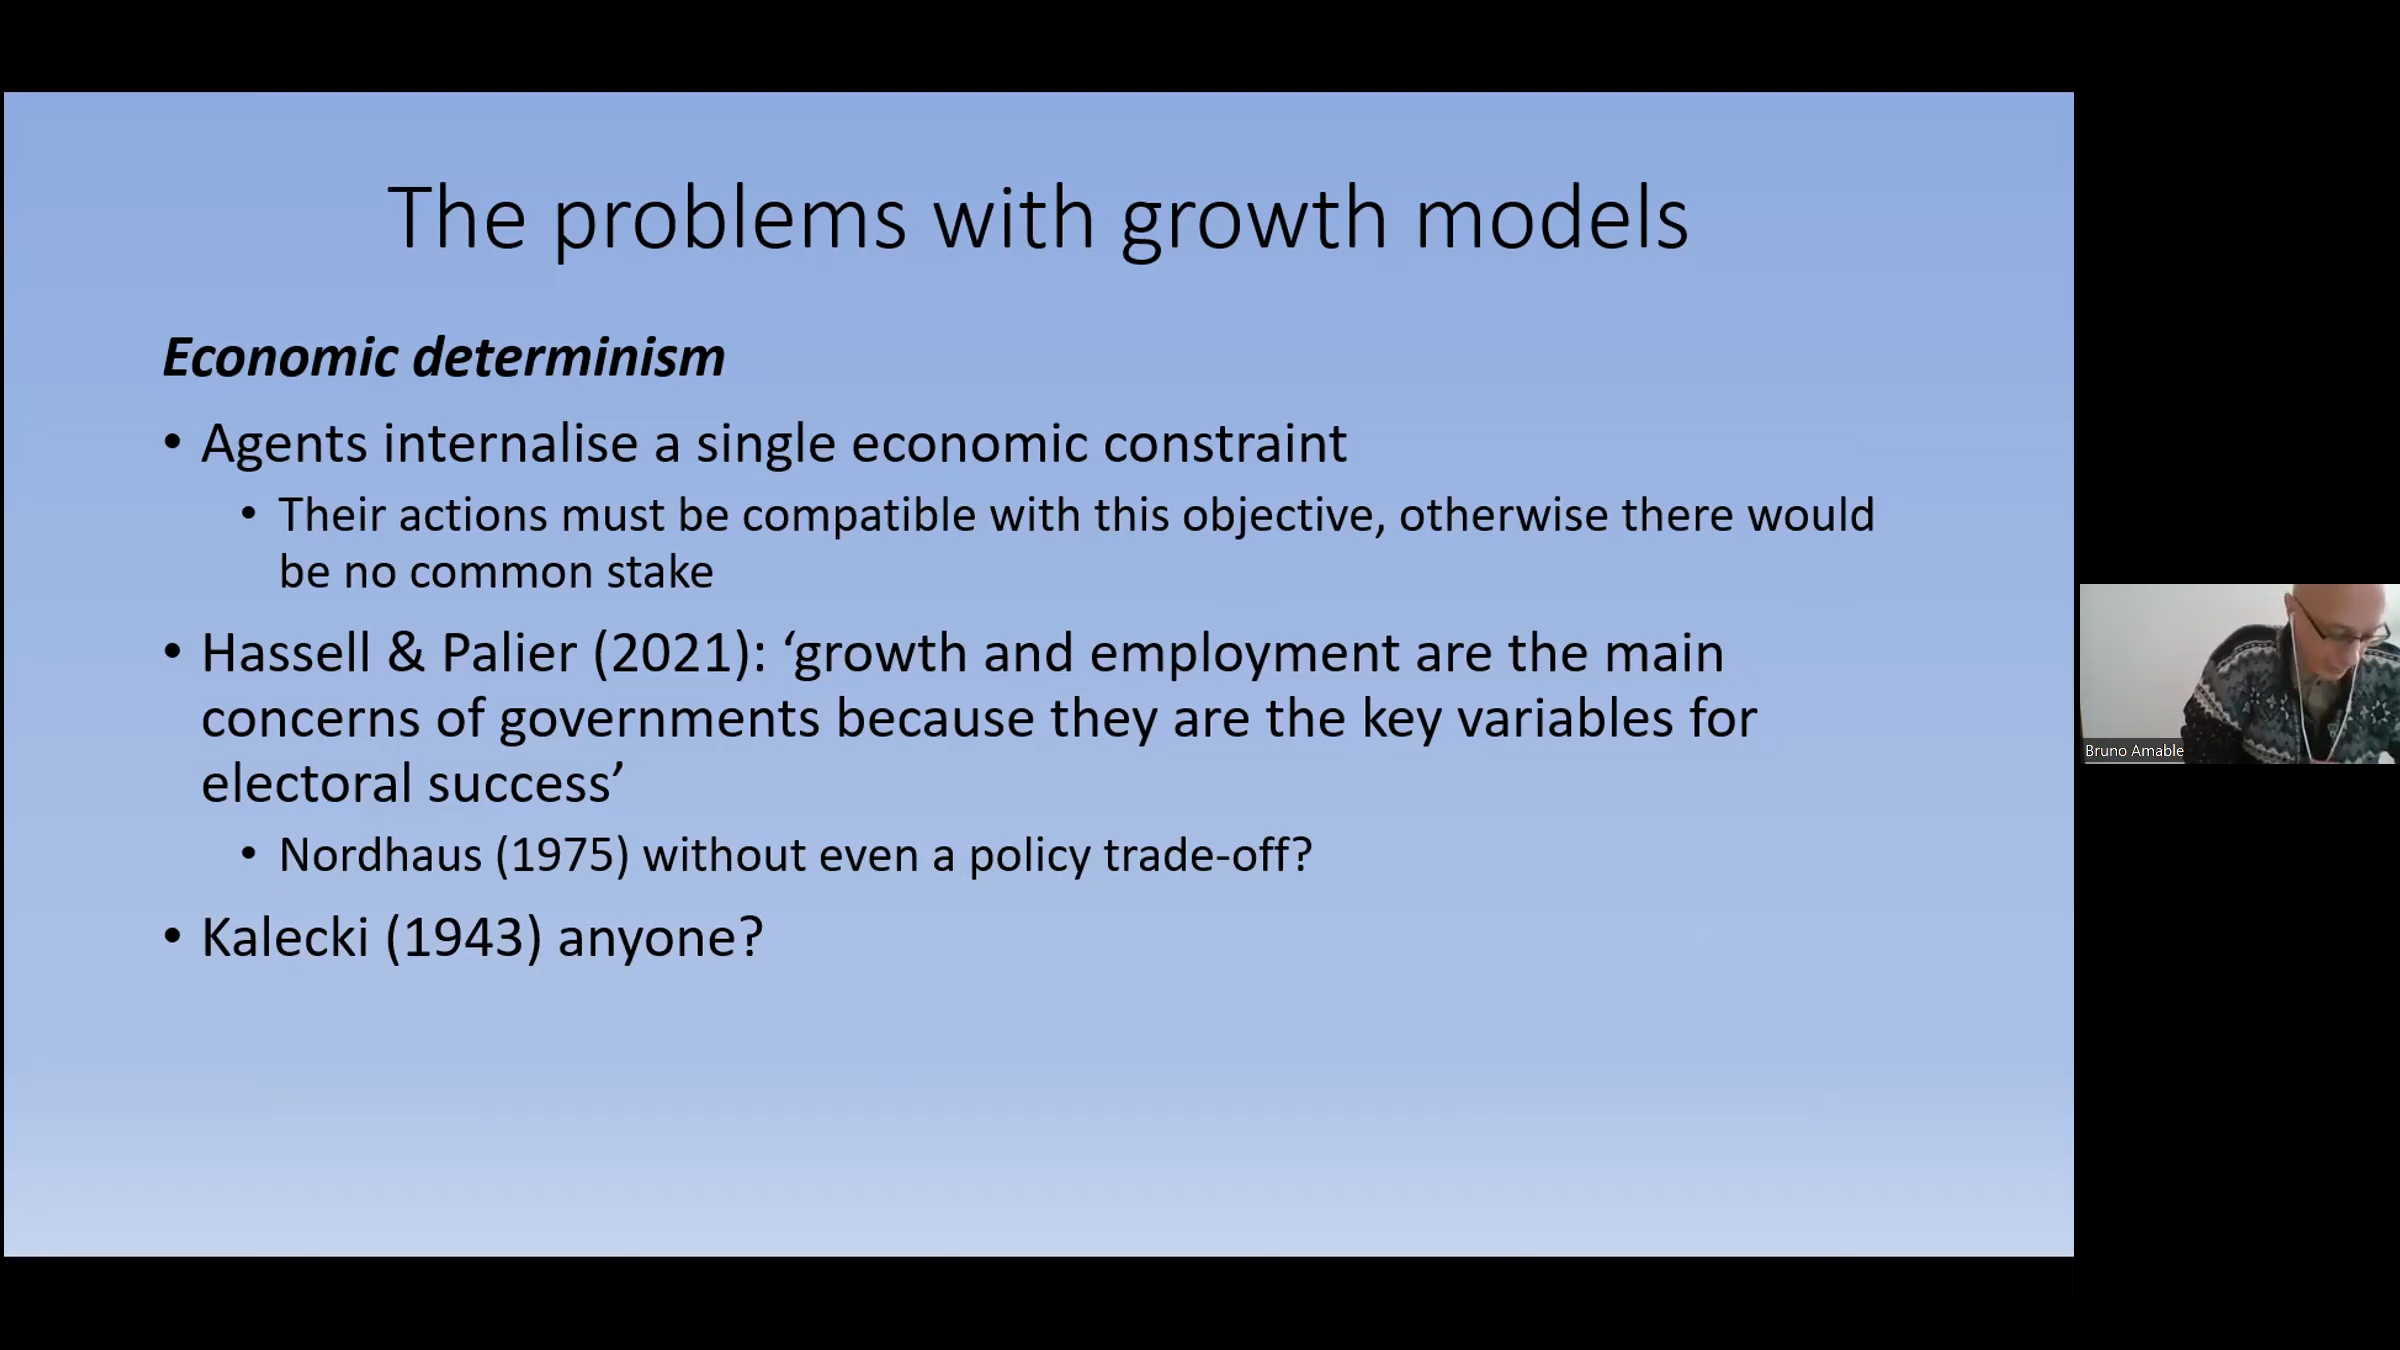 The problems with growth models
Economic determinism
• Agents internalise a single economic constraint
• Their actions must be compatible with this objective, otherwise there would
be no common stake
• Hassell & Palier (2021): ‘growth and employment are the main
concerns of governments because they are the key variables for
electoral success’
• Nordhaus (1975) without even a policy trade-off?
• Kalecki (1943) anyone?
Bruno Amable